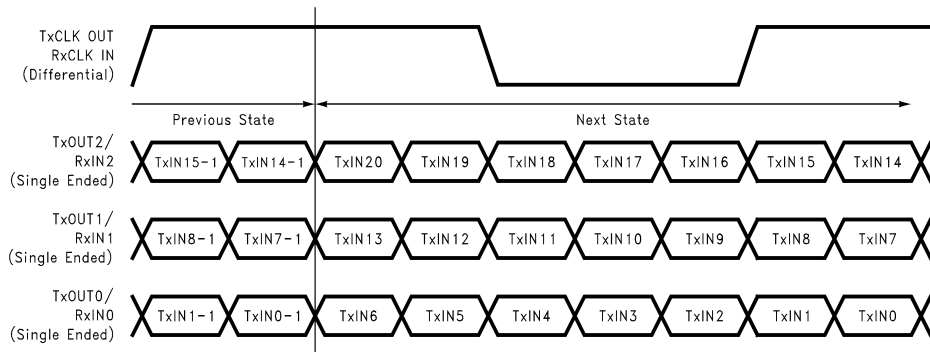 TxCLK OUT
RxCLK IN
(Differential)
Previous State
Next State
TxOUT2/
RxIN2
(Single Ended)
TxIN15-1 TxIN14-1 TxIN20 TxIN19 TxIN18 TxIN17 TxIN16 TxIN15 TxIN14
TxOUT1/
RxIN1
(Single Ended)
TxIN8-1 TxIN7-1 TxIN13 TxIN12 TxIN11 TxIN10 TxIN9 TxIN8 TxIN7
TxOUT0/
RxIN0
(Single Ended)
TxIN1-1 TxIN0-1 TxIN6 TxIN5 TxIN4 TxIN3 TxIN2 TxIN1 TxIN0